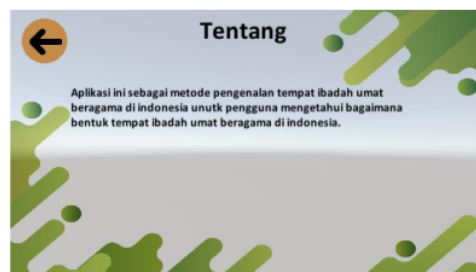 Tentang
Aplikasi ini sebagai metode pengenalan tempat ibadah umat
beragama di indonesia unutk pengguna mengetahui bagaimana
bentuk tempat ibadah umat beragama di indonesia.